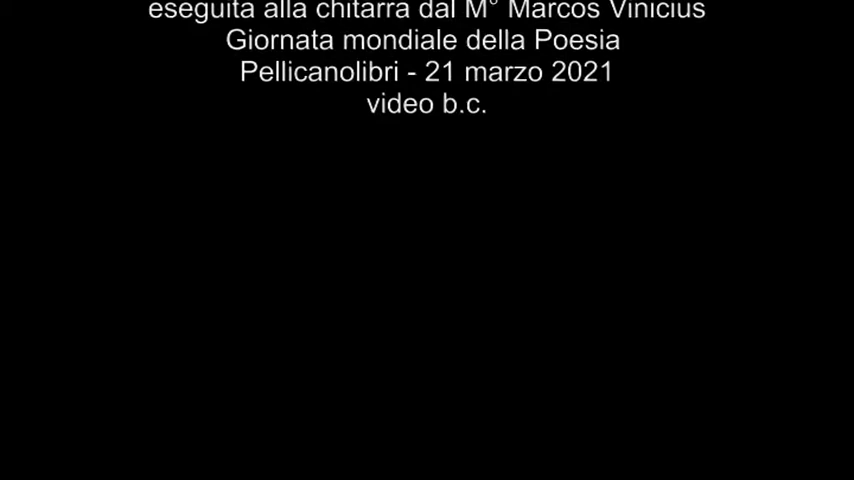 eseguita alla chitarra dal M° Marcos Vinicius
Giornata mondiale della Poesia
Pellicanolibri - 21 marzo 2021
video b.c.